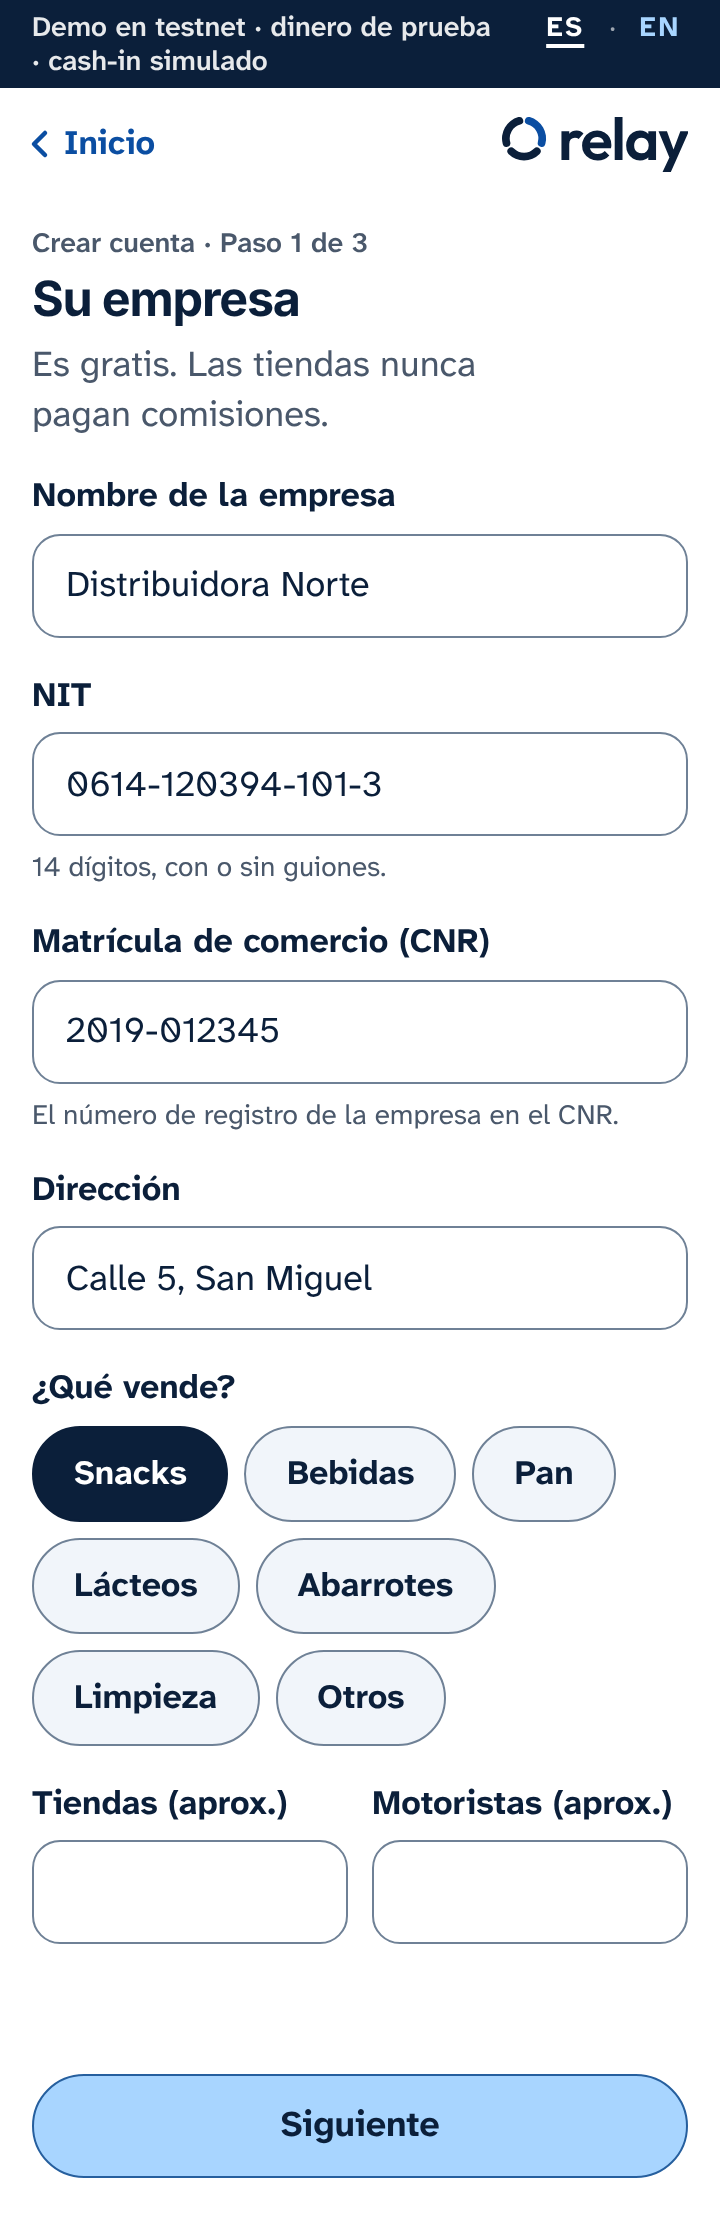 Demo en testnet · dinero de prueba
· cash-in simulado
ES · EN
Inicio
relay
Crear cuenta · Paso 1 de 3
Su empresa
Es gratis. Las tiendas nunca
pagan comisiones.
Nombre de la empresa
Distribuidora Norte
NIT
0614-120394-101-3
14 dígitos, con o sin guiones.
Matrícula de comercio (CNR)
2019-012345
El número de registro de la empresa en el CNR.
Dirección
Calle 5, San Miguel
¿Qué vende?
Snacks Bebidas Pan
Lácteos Abarrotes
Limpieza Otros
Tiendas (aprox.) Motoristas (aprox.)
Siguiente